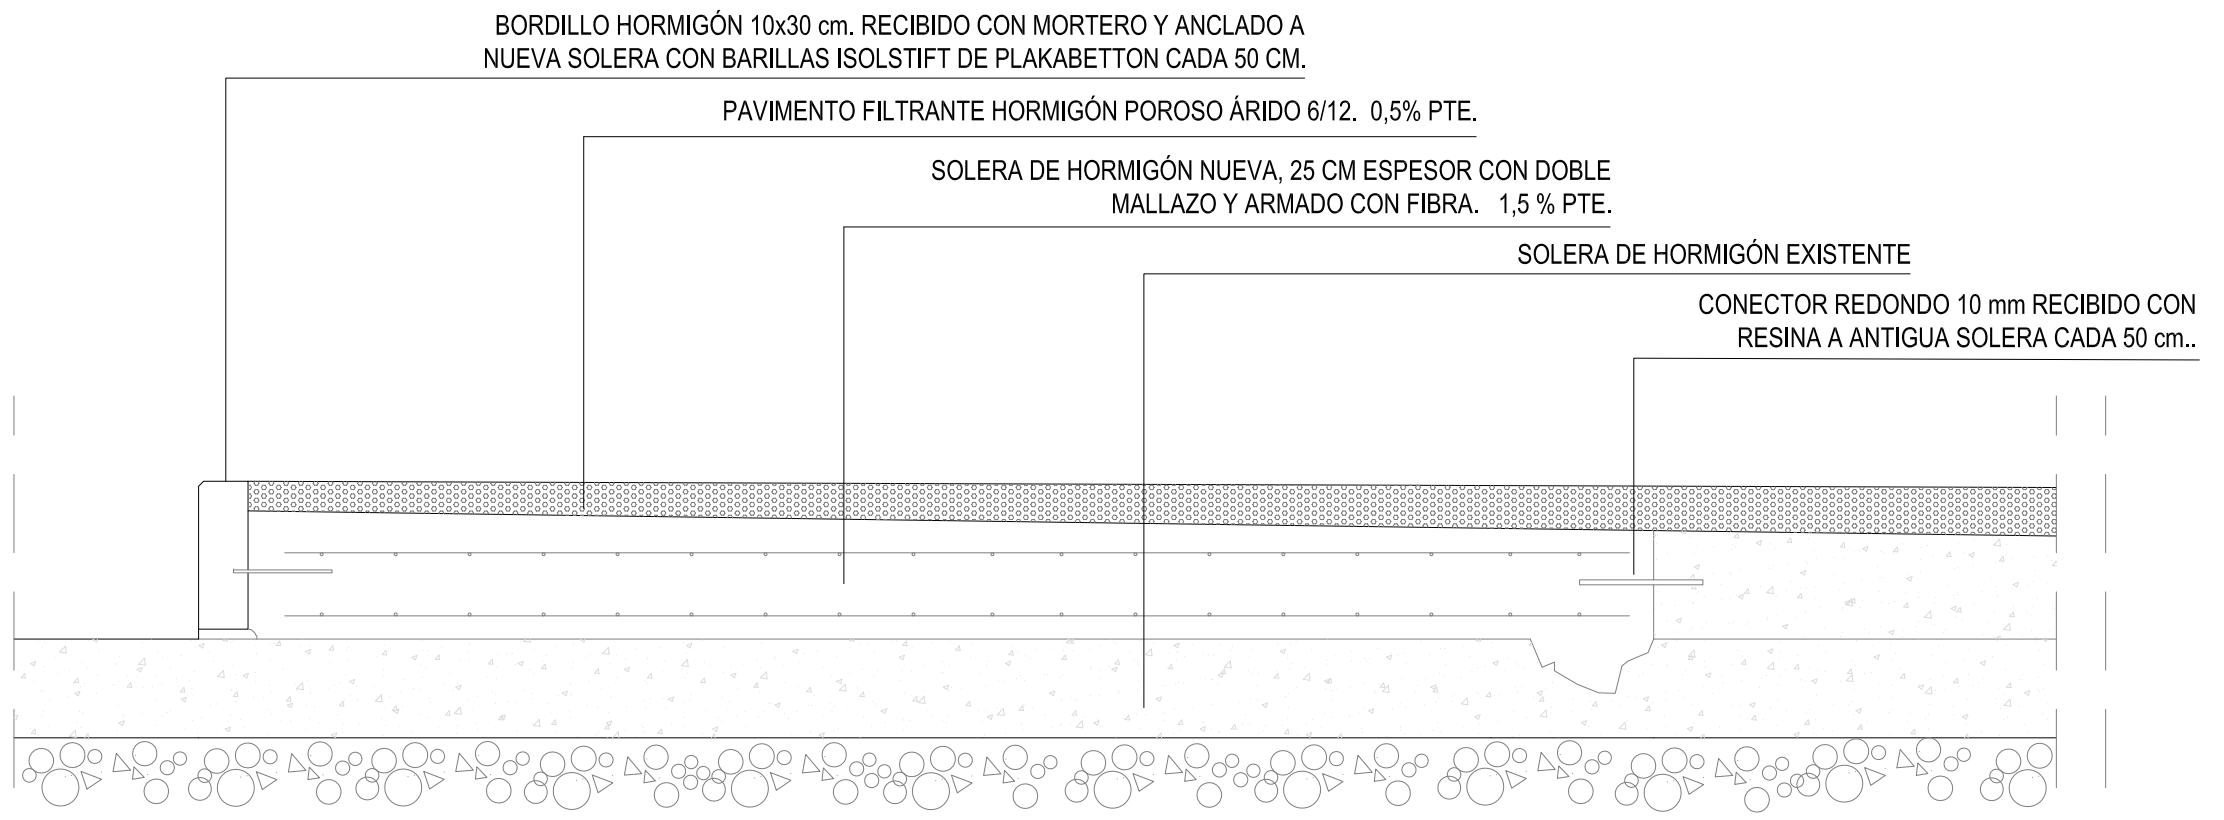 BORDILLO HORMIGÓN 10x30 cm. RECIBIDO CON MORTERO Y ANCLADO A
NUEVA SOLERA CON BARILLAS ISOLSTIFT DE PLAKABETTON CADA 50 CM.
PAVIMENTO FILTRANTE HORMIGÓN POROSO ÁRIDO 6/12. 0,5% PTE.
SOLERA DE HORMIGÓN NUEVA, 25 CM ESPESOR CON DOBLE
MALLAZO Y ARMADO CON FIBRA. 1,5 % PTE.
SOLERA DE HORMIGÓN EXISTENTE
CONECTOR REDONDO 10 mm RECIBIDO CON
RESINA A ANTIGUA SOLERA CADA 50 cm..